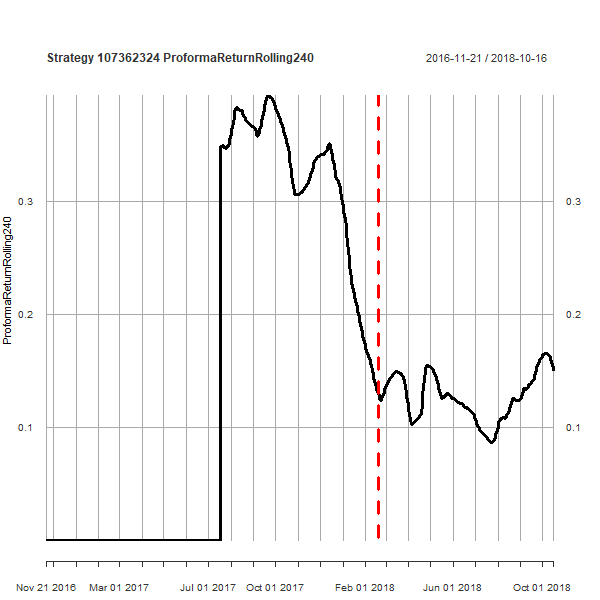 Strategy 107362324 ProformaReturnRolling240
2016-11-21 / 2018-10-16
ProformaReturnRolling240
0.3
0.3
0.2
0.2
0.1
0.1
Nov 21 2016 Mar 01 2017 Jul 01 2017 Oct 01 2017 Feb 01 2018 Jun 01 2018 Oct 01 2018